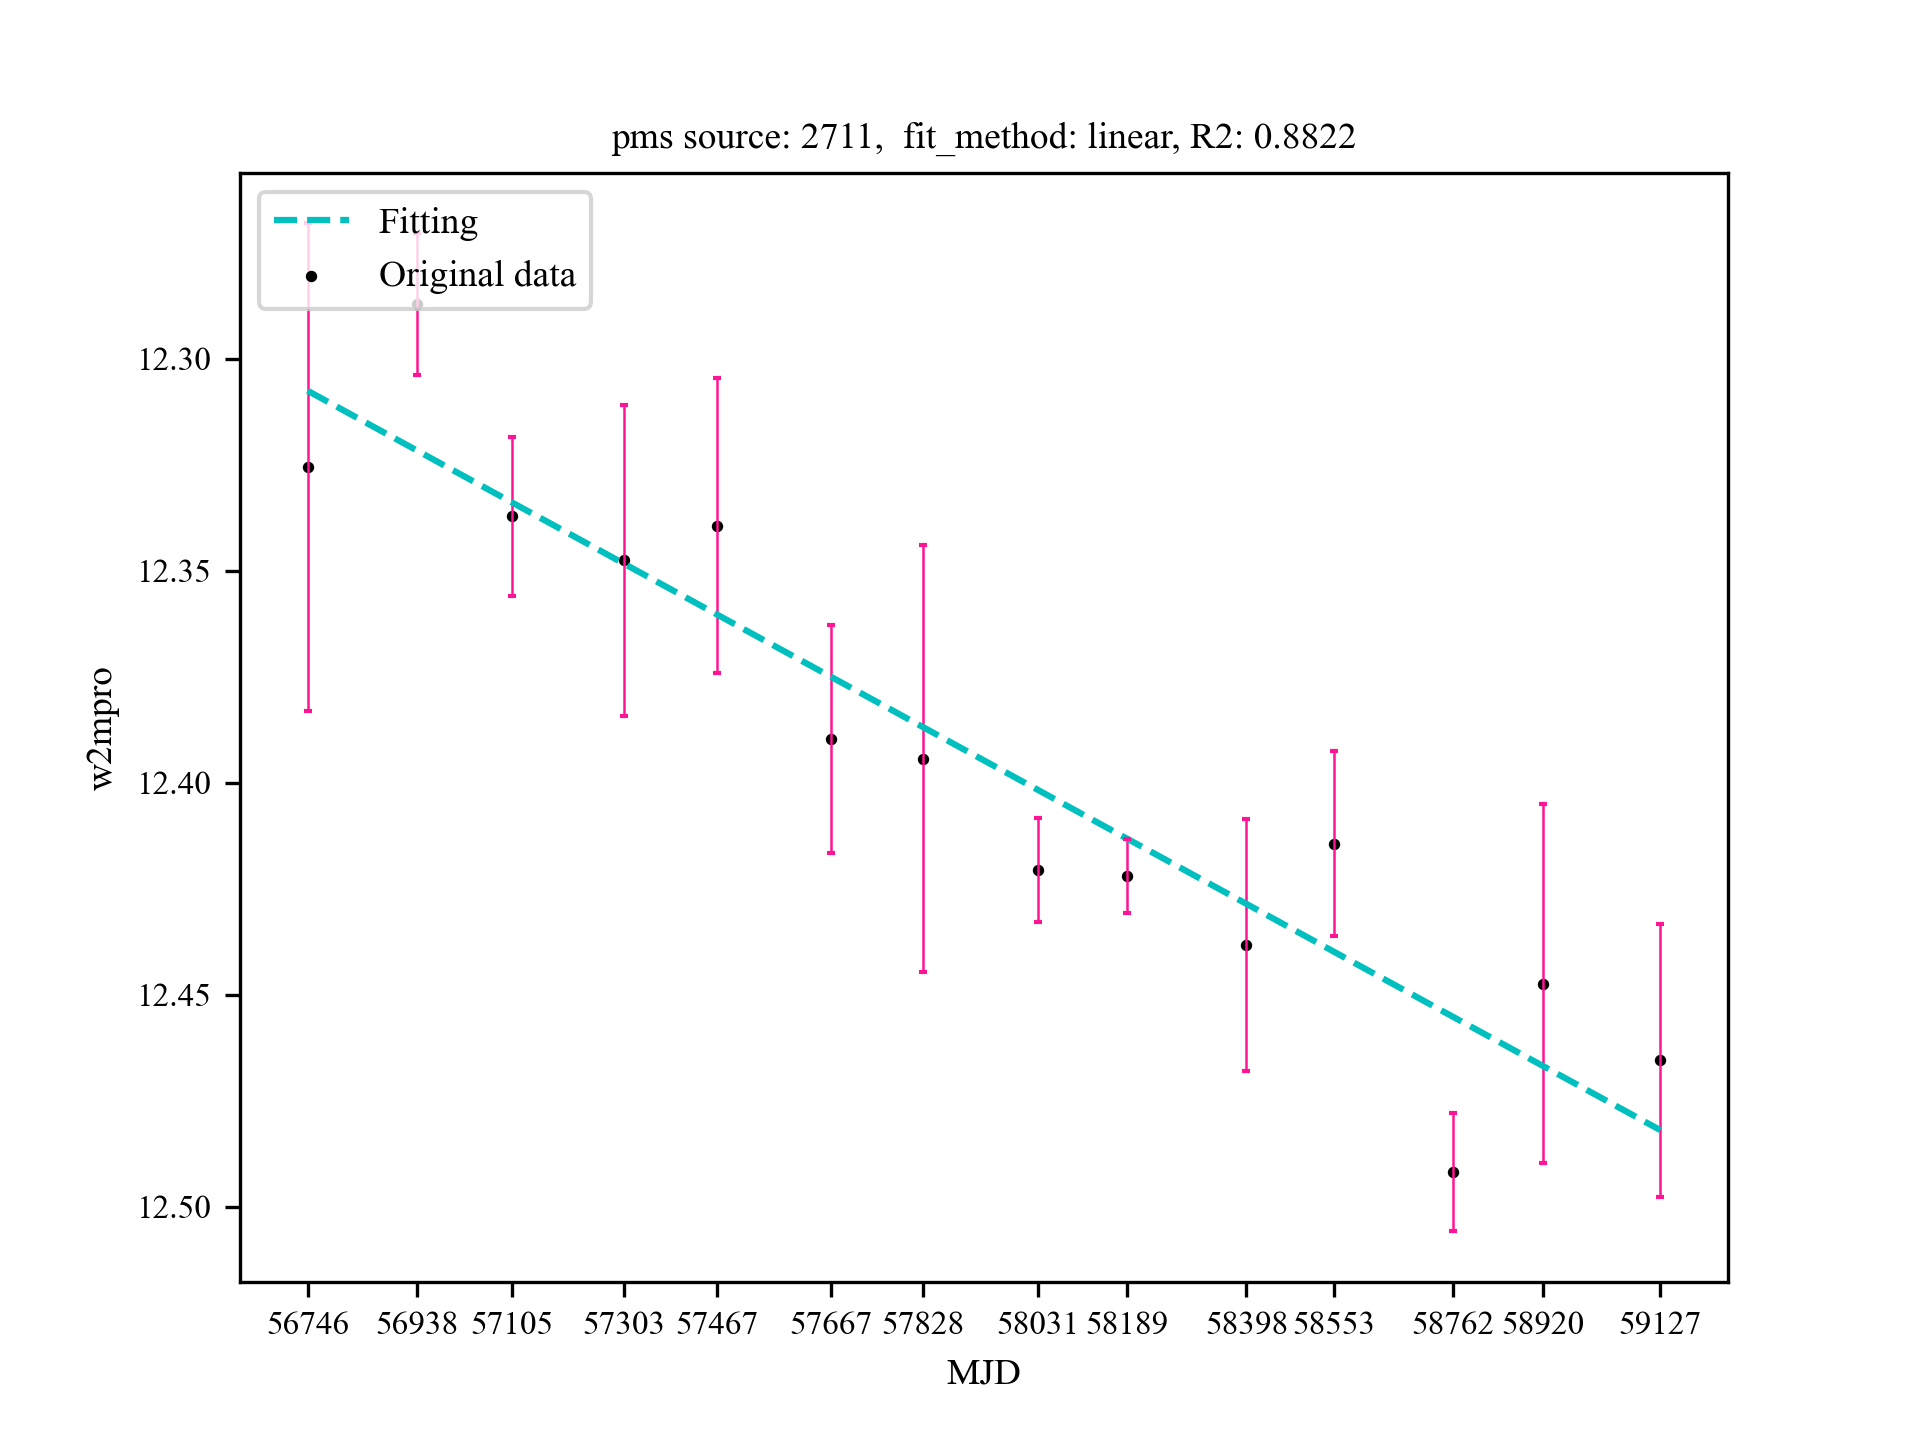 pms source: 2711,  fit_method: linear, R2: 0.8822
Fitting
Original data
12.30
12.35
12.40
12.45
12.50
w2mpro
56746 56938 57105 57303 57467 57667 57828 58031 58189 58398 58553 58762 58920 59127
MJD